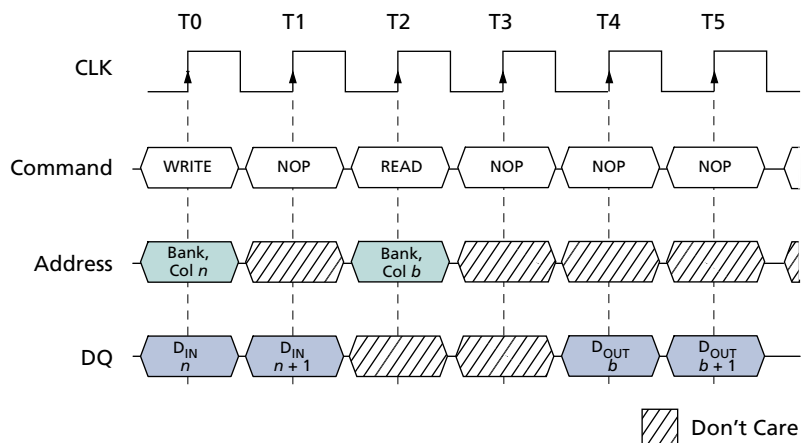 T0 T1 T2 T3 T4 T5
CLK
Command WRITE NOP READ NOP NOP NOP
Address Bank, Col n Bank, Col b
DQ DIN n DIN n + 1 DOUT b DOUT b + 1
Don't Care